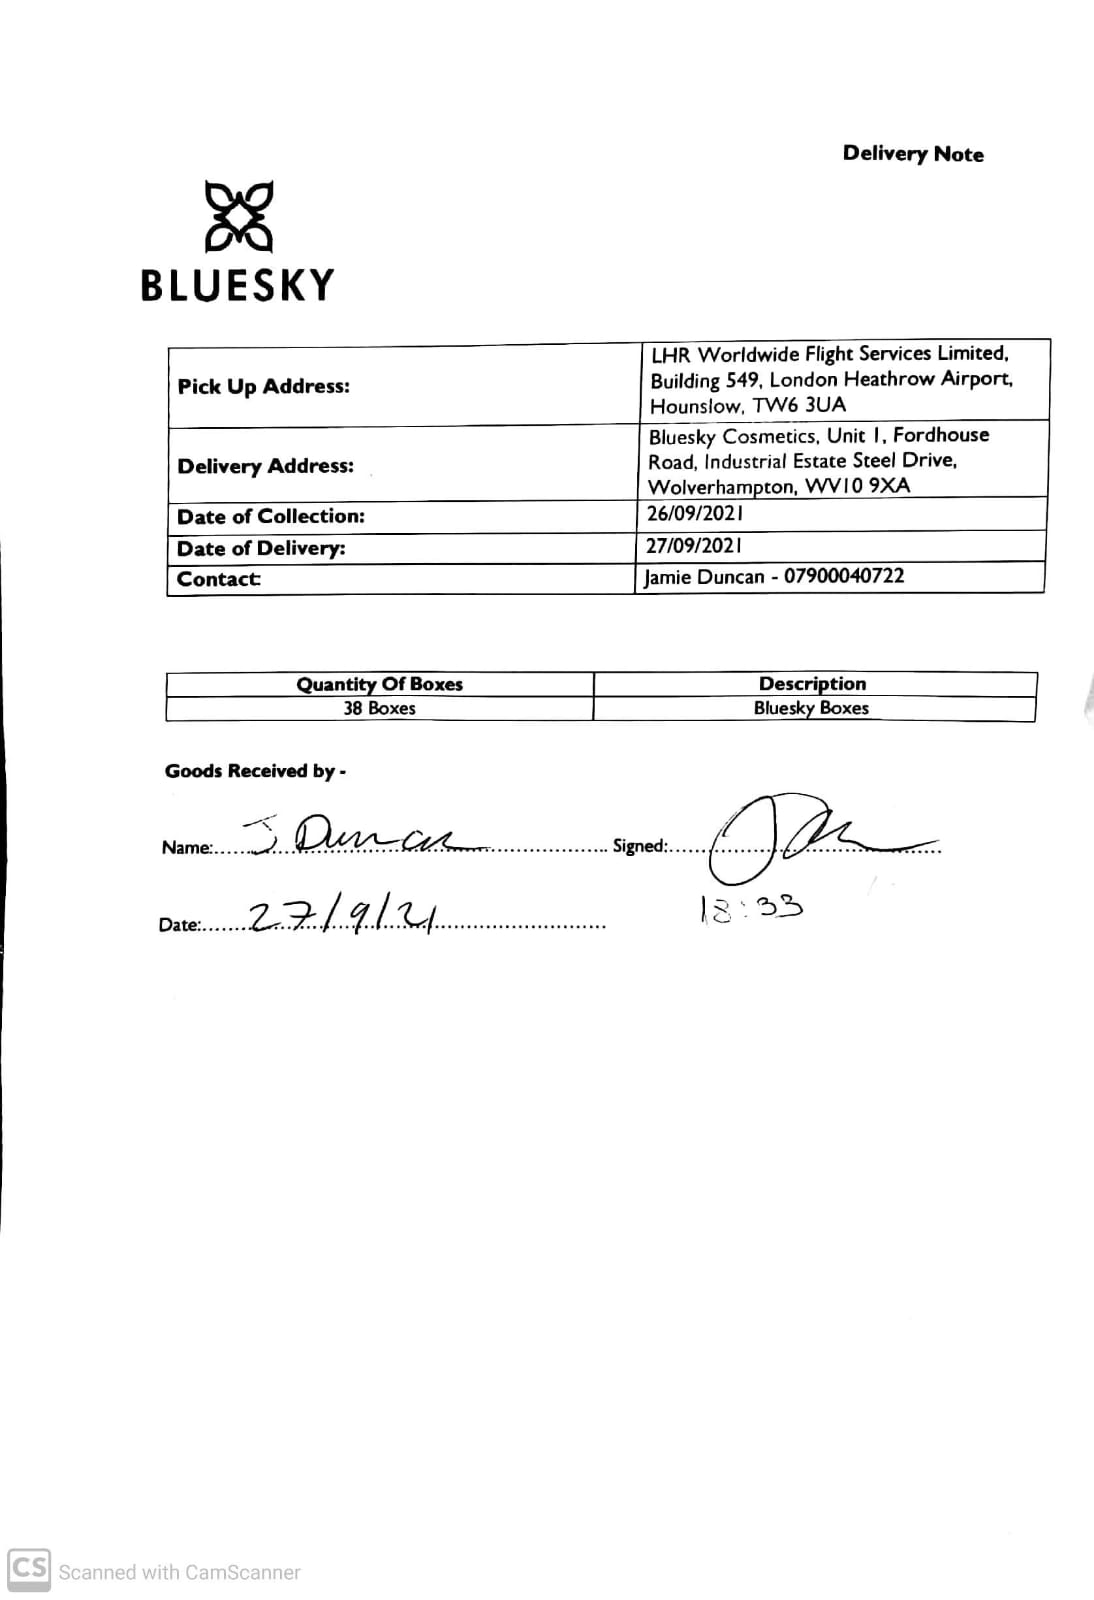 Delivery Note
BLUESKY
Pick Up Address:
LHR Worldwide Flight Services Limited,
Building 549, London Heathrow Airport,
Hounslow, TW6 3UA
Delivery Address:
Bluesky Cosmetics, Unit 1, Fordhouse
Road, Industrial Estate Steel Drive,
Wolverhampton, WV10 9XA
Date of Collection: 26/09/2021
Date of Delivery: 27/09/2021
Contact: Jamie Duncan - 07900040722
Quantity Of Boxes Description
38 Boxes Bluesky Boxes
Goods Received by -
Name: J Duncan Signed:
Date: 27/9/21 18:33
CS Scanned with CamScanner